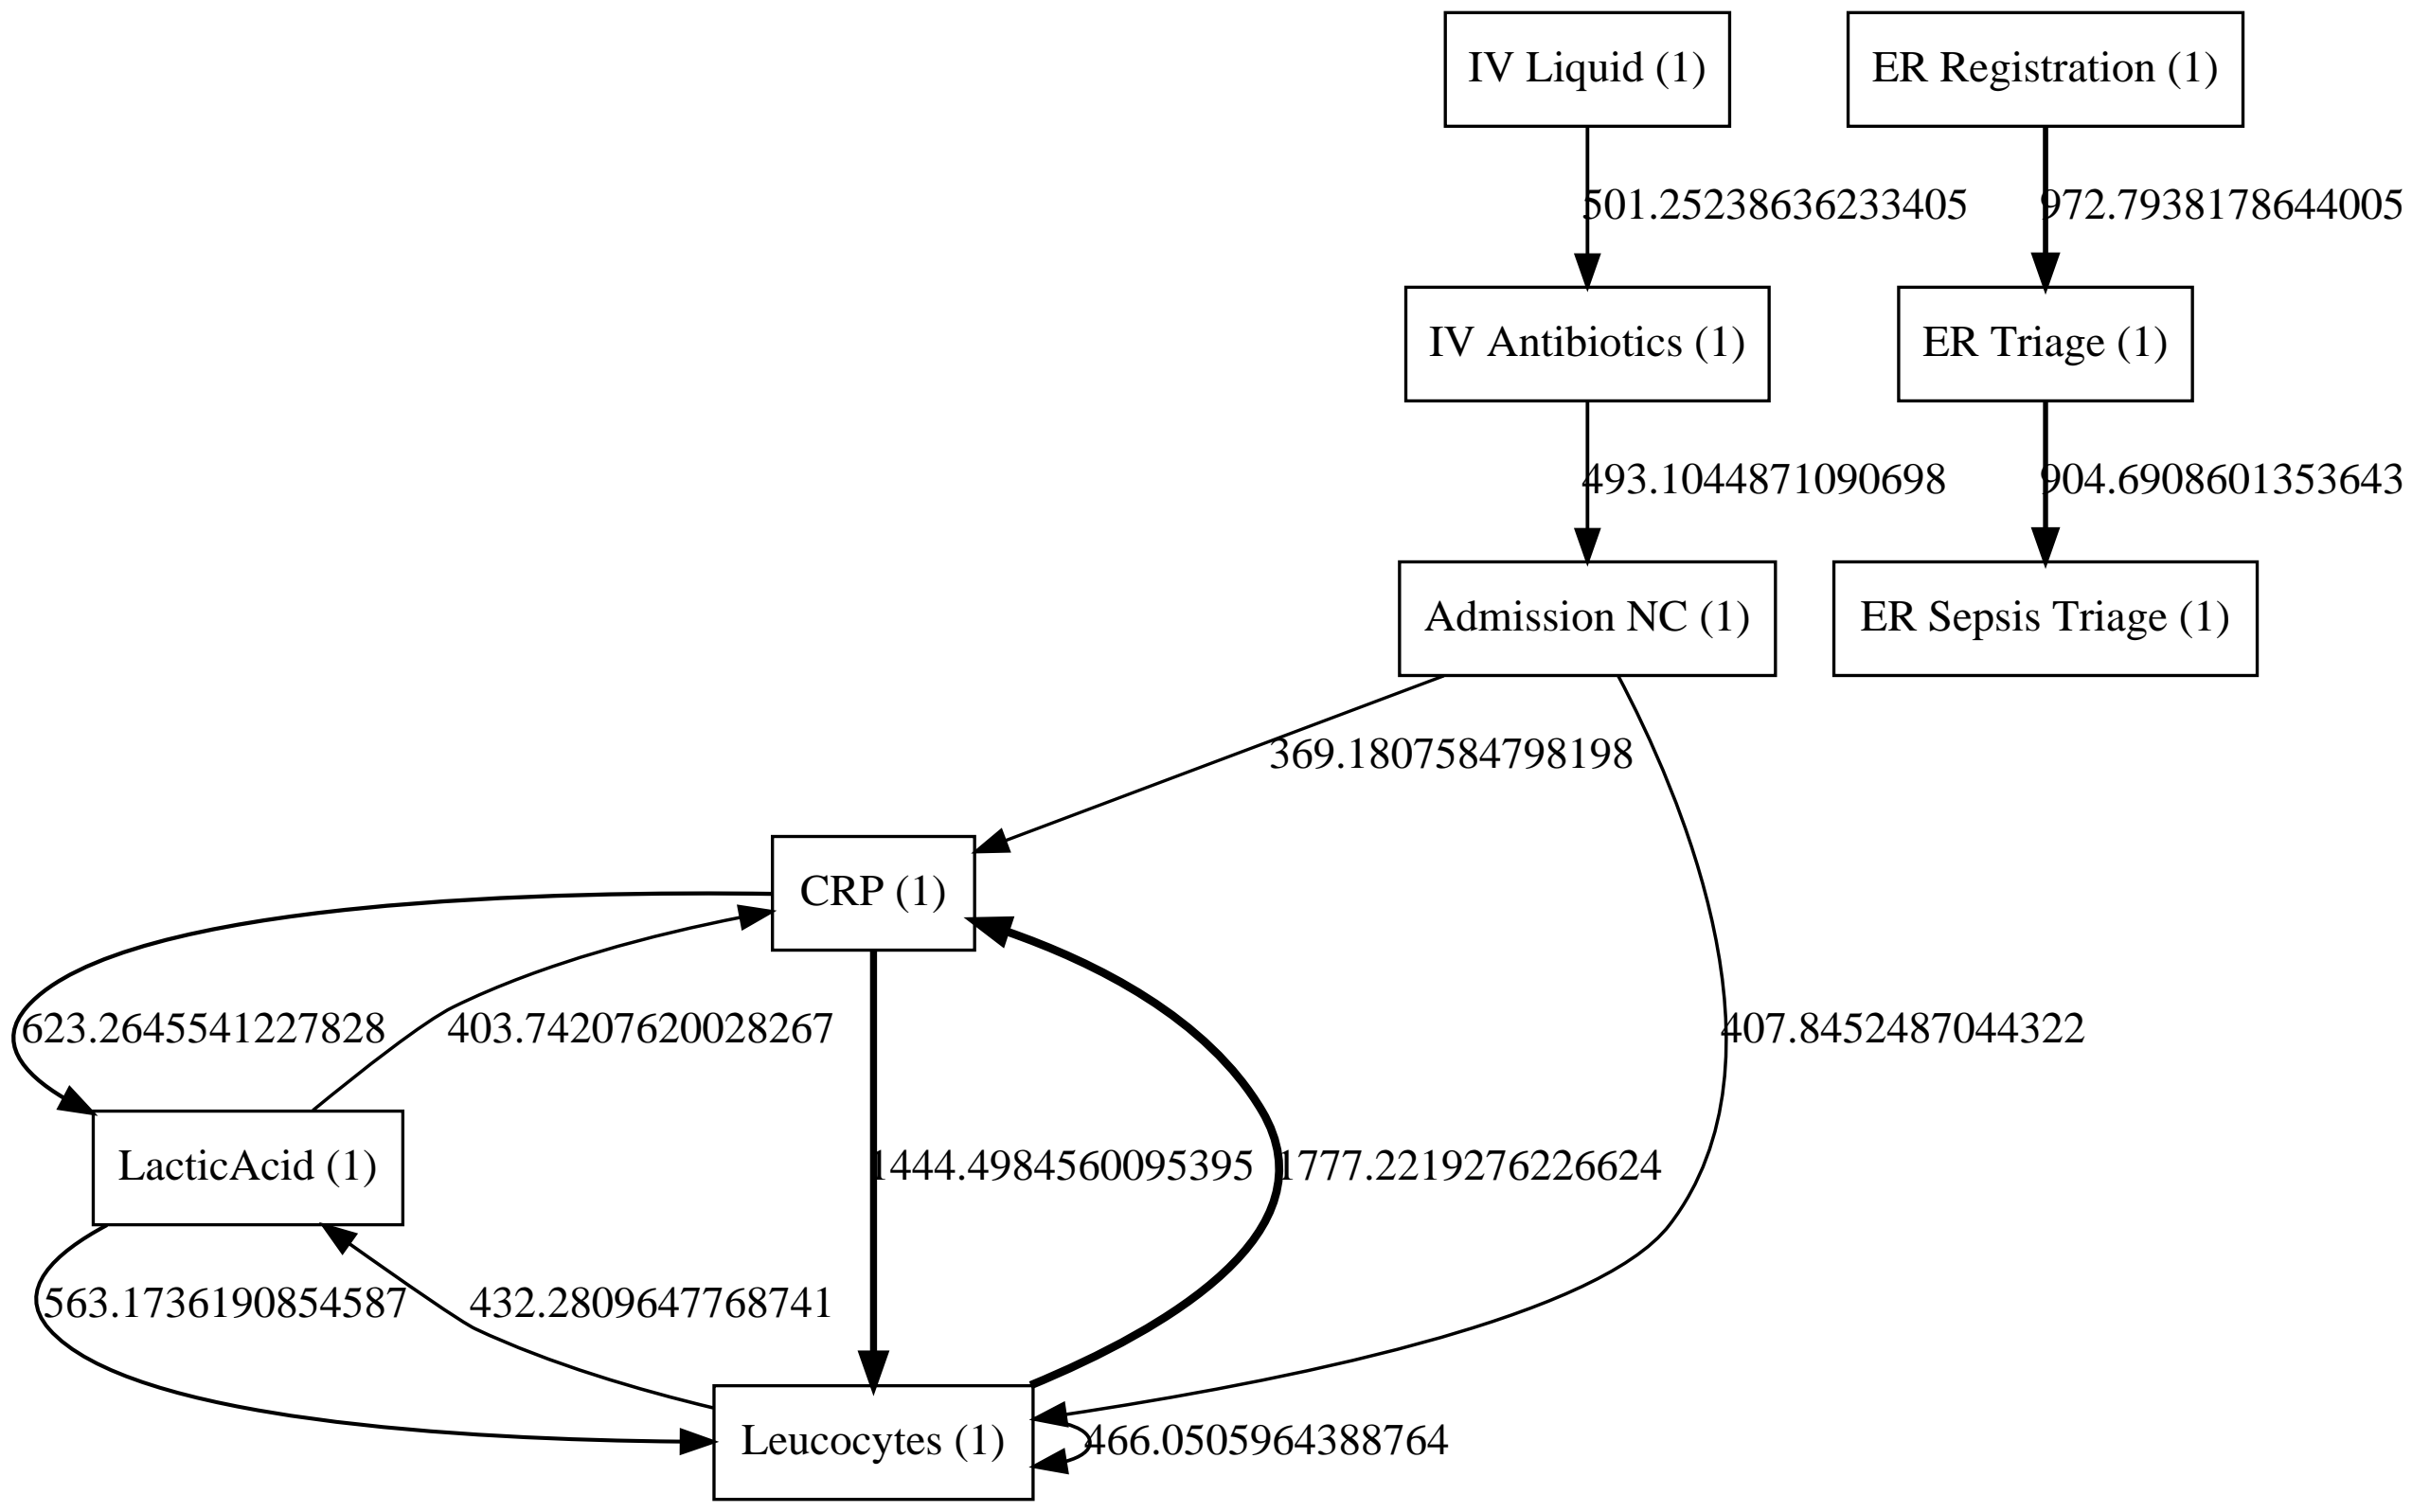 IV Liquid (1)
ER Registration (1)
501.25238636233405
972.7938178644005
IV Antibiotics (1)
ER Triage (1)
493.1044871090698
904.6908601353643
Admission NC (1)
ER Sepsis Triage (1)
369.1807584798198
CRP (1)
623.2645541227828
403.74207620028267
407.8452487044322
LacticAcid (1)
1444.4984560095395
1777.2219276226624
563.1736190854587
432.2809647768741
Leucocytes (1)
466.0505964388764